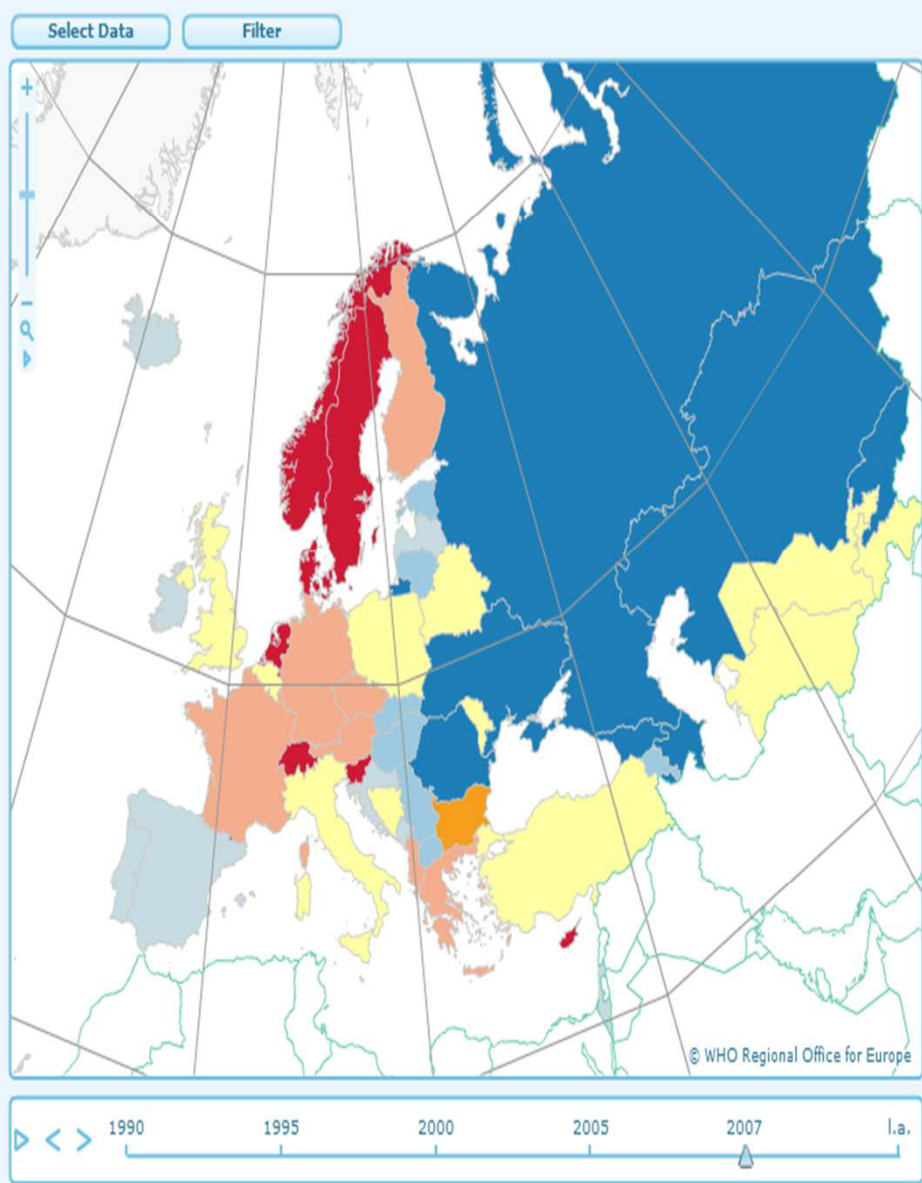 Select Data Filter
© WHO Regional Office for Europe
1990 1995 2000 2005 2007 l.a.